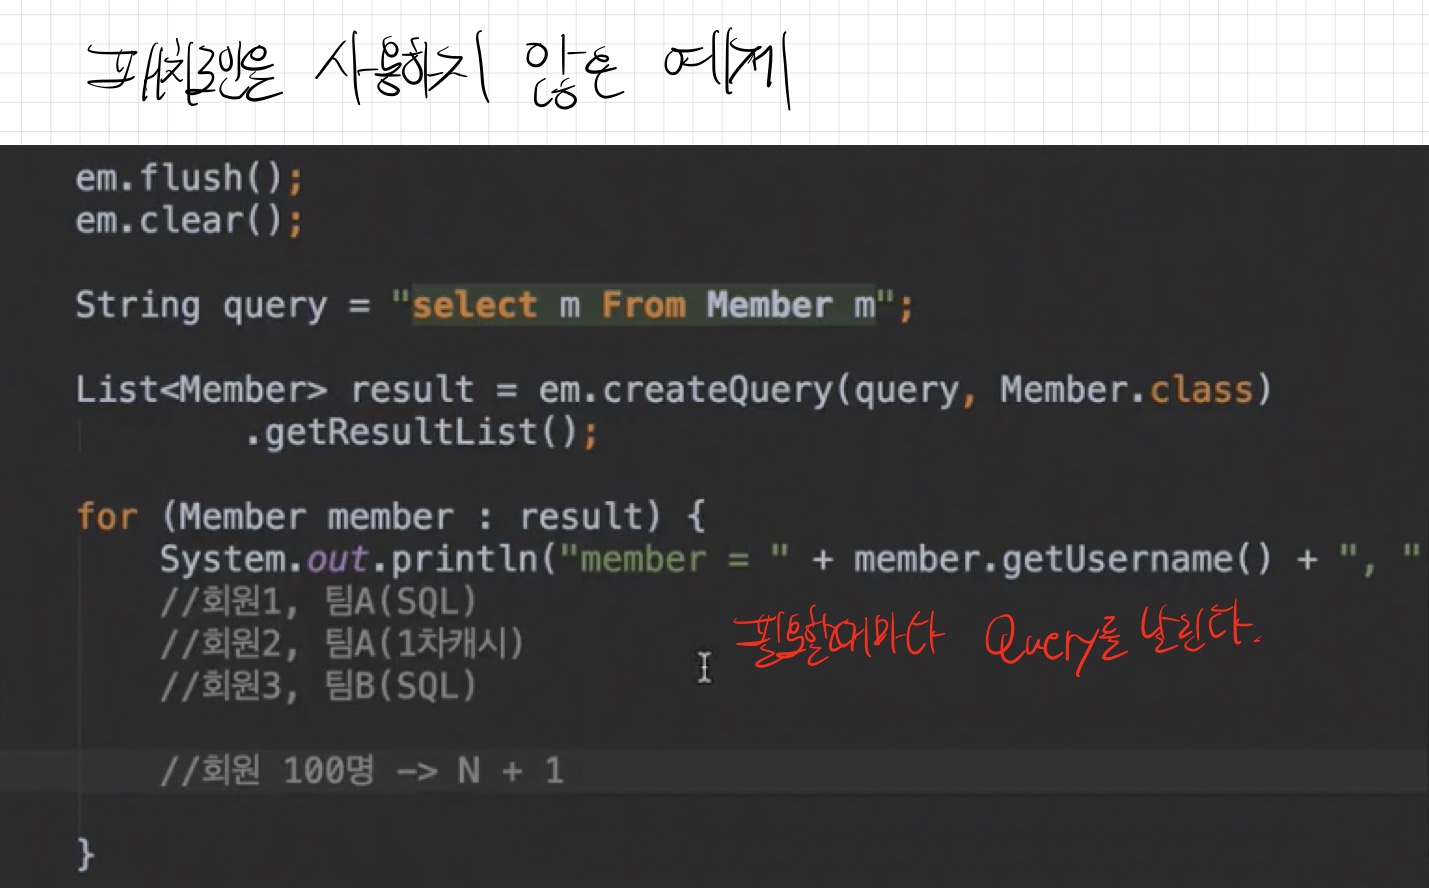 패치조인을 사용하지 않은 예제
em.flush();
em.clear();
String query = "select m From Member m";
List<Member> result = em.createQuery(query, Member.class)
.getResultList();
for (Member member : result) {
System.out.println("member = " + member.getUsername() + ", "
//회원1, 팀A(SQL)
//회원2, 팀A(1차캐시)
필요할때마다 Query를 날린다.
//회원3, 팀B(SQL)
//회원 100명 -> N + 1
}